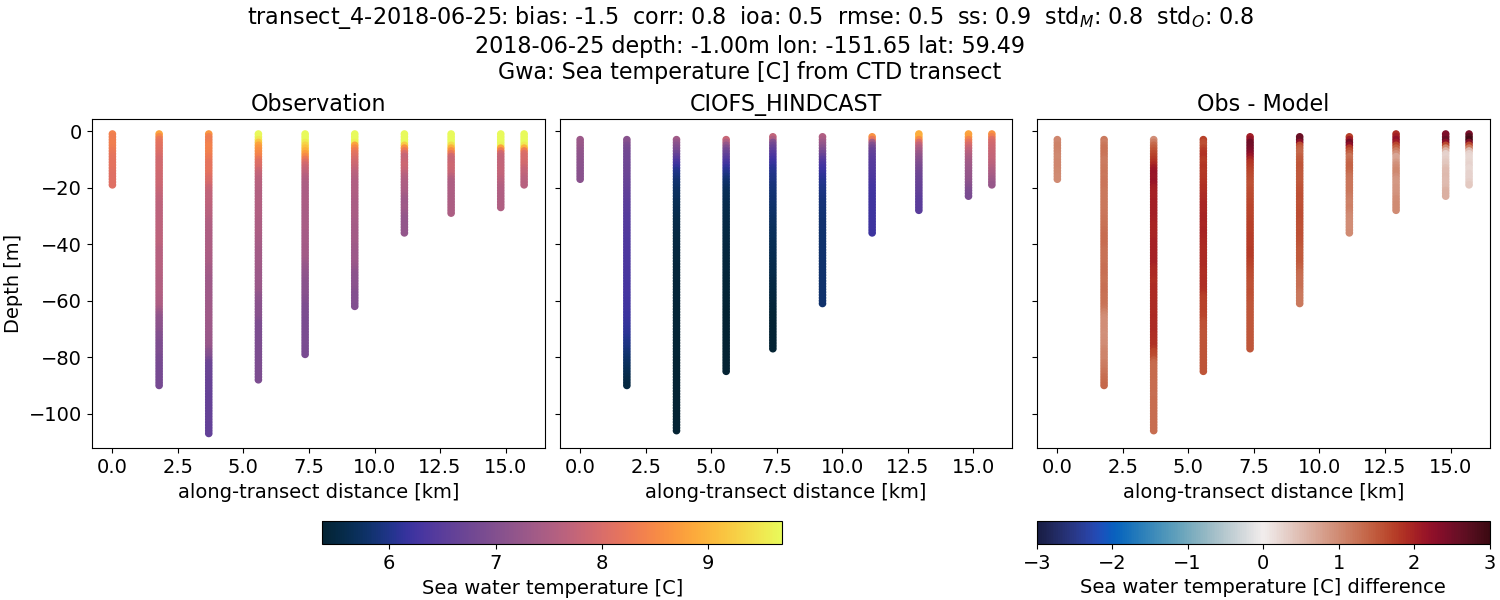 transect_4-2018-06-25: bias: -1.5 corr: 0.8 ioa: 0.5 rmse: 0.5 ss: 0.9 std_M: 0.8 std_O: 0.8
2018-06-25 depth: -1.00m lon: -151.65 lat: 59.49
Gwa: Sea temperature [C] from CTD transect
Observation CIOFS_HINDCAST Obs - Model
0
−20
−40
−60
−80
−100
Depth [m]
0.0 2.5 5.0 7.5 10.0 12.5 15.0 0.0 2.5 5.0 7.5 10.0 12.5 15.0 0.0 2.5 5.0 7.5 10.0 12.5 15.0
along-transect distance [km] along-transect distance [km] along-transect distance [km]
6 7 8 9 −3 −2 −1 0 1 2 3
Sea water temperature [C] Sea water temperature [C] difference